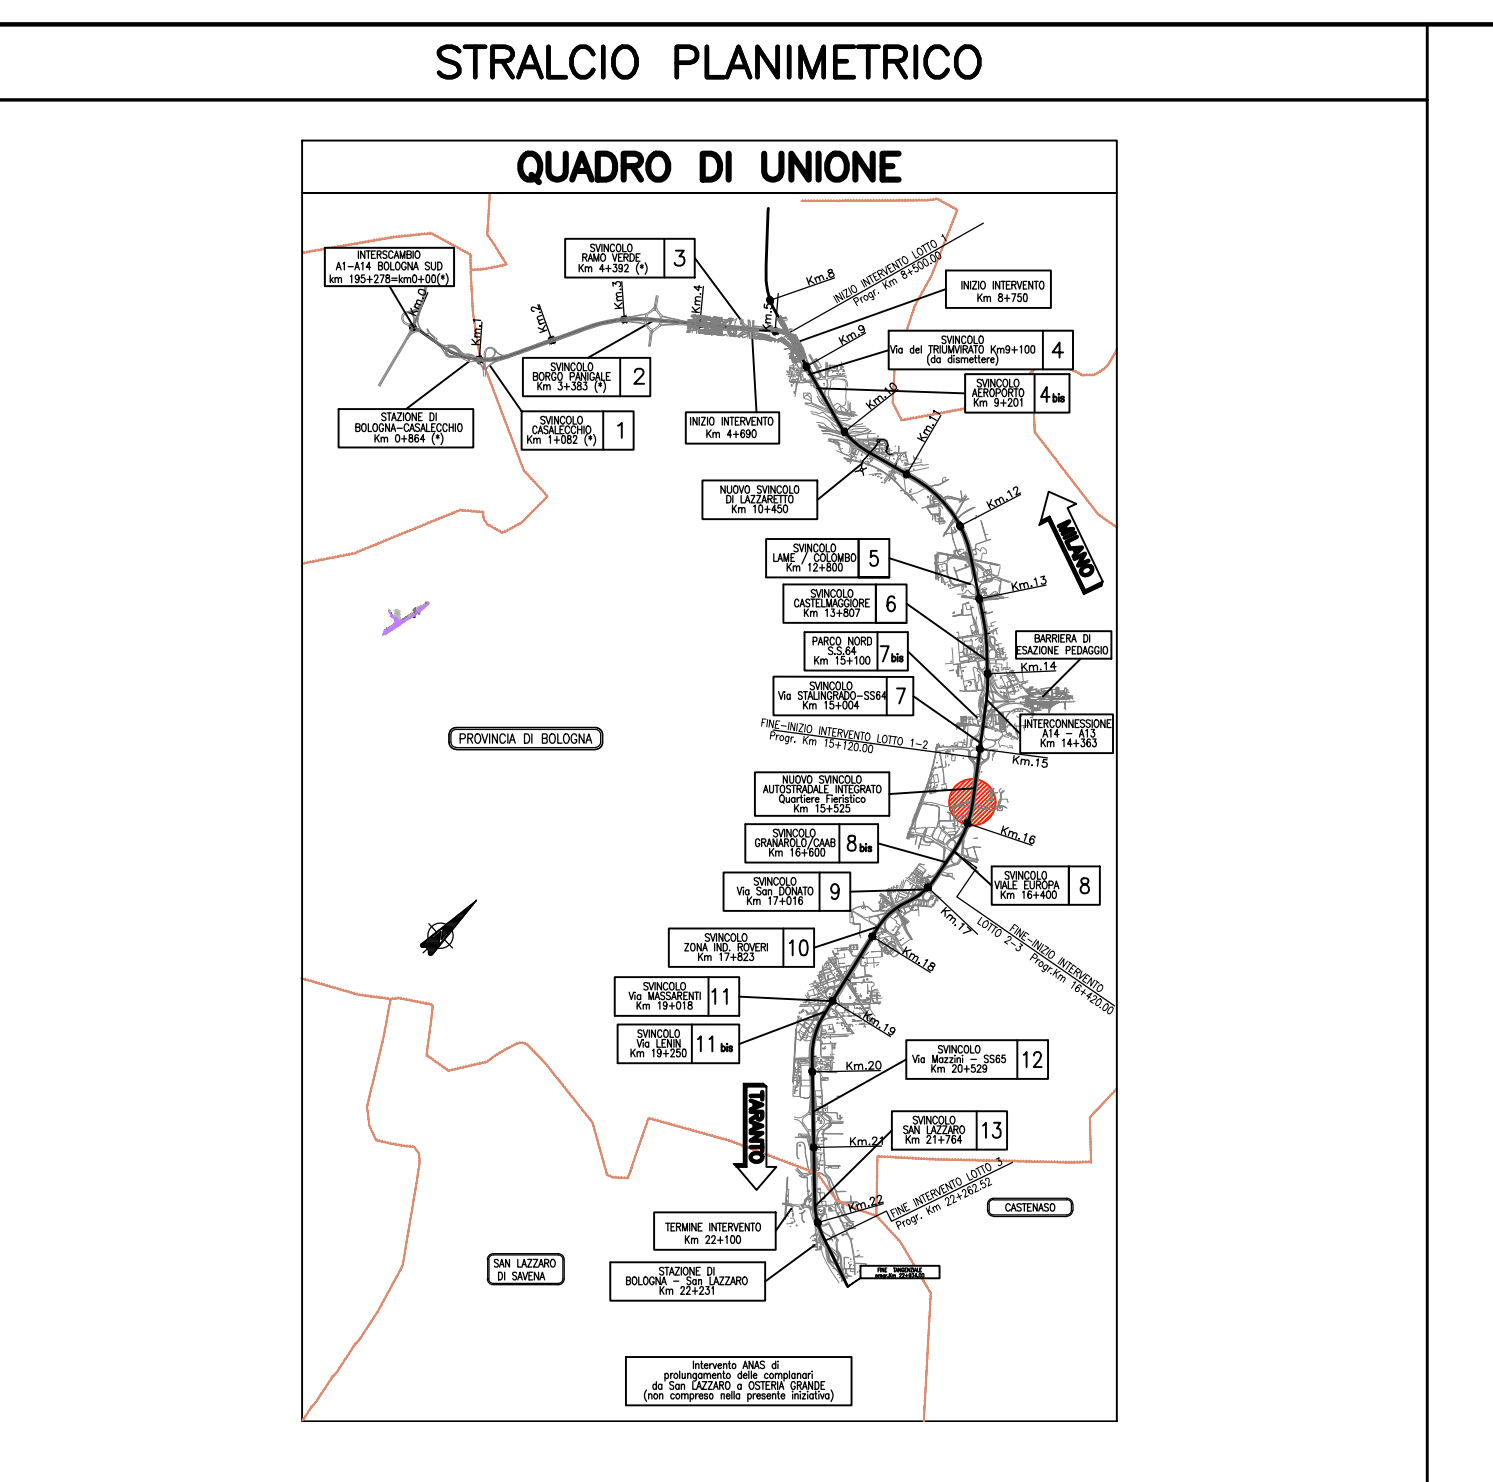 STRALCIO PLANIMETRICO
QUADRO DI UNIONE
INTERSCAMBIO
A1-A14 BOLOGNA SUD
km 195+278=km0+00(*)
SVINCOLO
RAMO VERDE
Km 4+392 (*)
3
Km.0
Km.1
Km.2
Km.3
Km.4
Km.5
Km.8
INIZIO INTERVENTO LOTTO 1
Progr. Km 8+500.00
INIZIO INTERVENTO
Km 8+750
Km.9
SVINCOLO
Via del TRIUMVIRATO Km9+100
(da dismettere)
4
SVINCOLO
BORGO PANIGALE
Km 3+383 (*)
2
SVINCOLO
AEROPORTO
Km 9+201
4 bis
STAZIONE DI
BOLOGNA-CASALECCHIO
Km 0+864 (*)
SVINCOLO
CASALECCHIO
Km 1+082 (*)
1
INIZIO INTERVENTO
Km 4+690
Km.10
Km.11
NUOVO SVINCOLO
DI LAZZARETTO
Km 10+450
Km.12
MILANO
SVINCOLO
LAME / COLOMBO
Km 12+800
5
Km.13
SVINCOLO
CASTELMAGGIORE
Km 13+807
6
PARCO NORD
S.S.64
Km 15+100
7 bis
BARRIERA DI
ESAZIONE PEDAGGIO
Km.14
SVINCOLO
Via STALINGRADO-SS64
Km 15+004
7
INTERCONNESSIONE
A14 - A13
Km 14+363
FINE-INIZIO INTERVENTO LOTTO 1-2
Progr. Km 15+120.00
Km.15
PROVINCIA DI BOLOGNA
NUOVO SVINCOLO
AUTOSTRADALE INTEGRATO
Quartiere Fieristico
Km 15+525
Km.16
SVINCOLO
GRANAROLO/CAAB
Km 16+600
8 bis
SVINCOLO
VIALE EUROPA
Km 16+400
8
SVINCOLO
Via San DONATO
Km 17+016
9
Km.17
FINE-INIZIO INTERVENTO
LOTTO 2-3
Progr.Km 16+420.00
SVINCOLO
ZONA IND. ROVERI
Km 17+823
10
Km.18
SVINCOLO
Via MASSARENTI
Km 19+018
11
Km.19
SVINCOLO
Via LENIN
Km 19+250
11 bis
SVINCOLO
Via Mazzini - SS65
Km 20+529
12
Km.20
TARANTO
SVINCOLO
SAN LAZZARO
Km 21+764
13
Km.21
FINE INTERVENTO LOTTO 3
Progr. Km 22+262.52
Km.22
CASTENASO
TERMINE INTERVENTO
Km 22+100
SAN LAZZARO
DI SAVENA
STAZIONE DI
BOLOGNA - San LAZZARO
Km 22+231
FINE TANGENZIALE
Intervento ANAS di
prolungamento delle complanari
da San LAZZARO a OSTERIA GRANDE
(non compreso nella presente iniziativa)